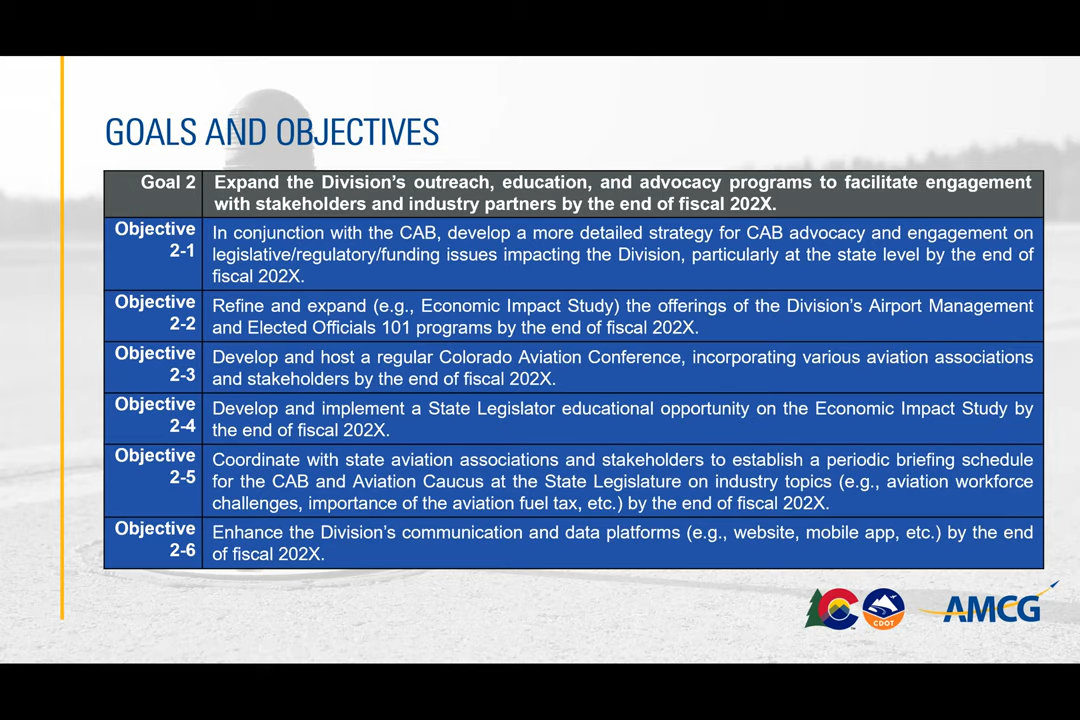 GOALS AND OBJECTIVES
Goal 2
Expand the Division's outreach, education, and advocacy programs to facilitate engagement
with stakeholders and industry partners by the end of fiscal 202X.
Objective
2-1
In conjunction with the CAB, develop a more detailed strategy for CAB advocacy and engagement on
legislative/regulatory/funding issues impacting the Division, particularly at the state level by the end of
fiscal 202X.
Objective
2-2
Refine and expand (e.g., Economic Impact Study) the offerings of the Division's Airport Management
and Elected Officials 101 programs by the end of fiscal 202X.
Objective
2-3
Develop and host a regular Colorado Aviation Conference, incorporating various aviation associations
and stakeholders by the end of fiscal 202X.
Objective
2-4
Develop and implement a State Legislator educational opportunity on the Economic Impact Study by
the end of fiscal 202X.
Objective
2-5
Coordinate with state aviation associations and stakeholders to establish a periodic briefing schedule
for the CAB and Aviation Caucus at the State Legislature on industry topics (e.g., aviation workforce
challenges, importance of the aviation fuel tax, etc.) by the end of fiscal 202X.
Objective
2-6
Enhance the Division's communication and data platforms (e.g., website, mobile app, etc.) by the end
of fiscal 202X.
CDOT
AMCG